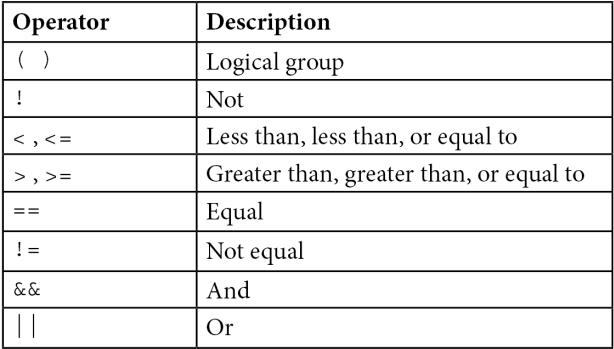 Operator Description
( ) Logical group
! Not
< , <= Less than, less than, or equal to
> , >= Greater than, greater than, or equal to
== Equal
!= Not equal
&& And
|| Or